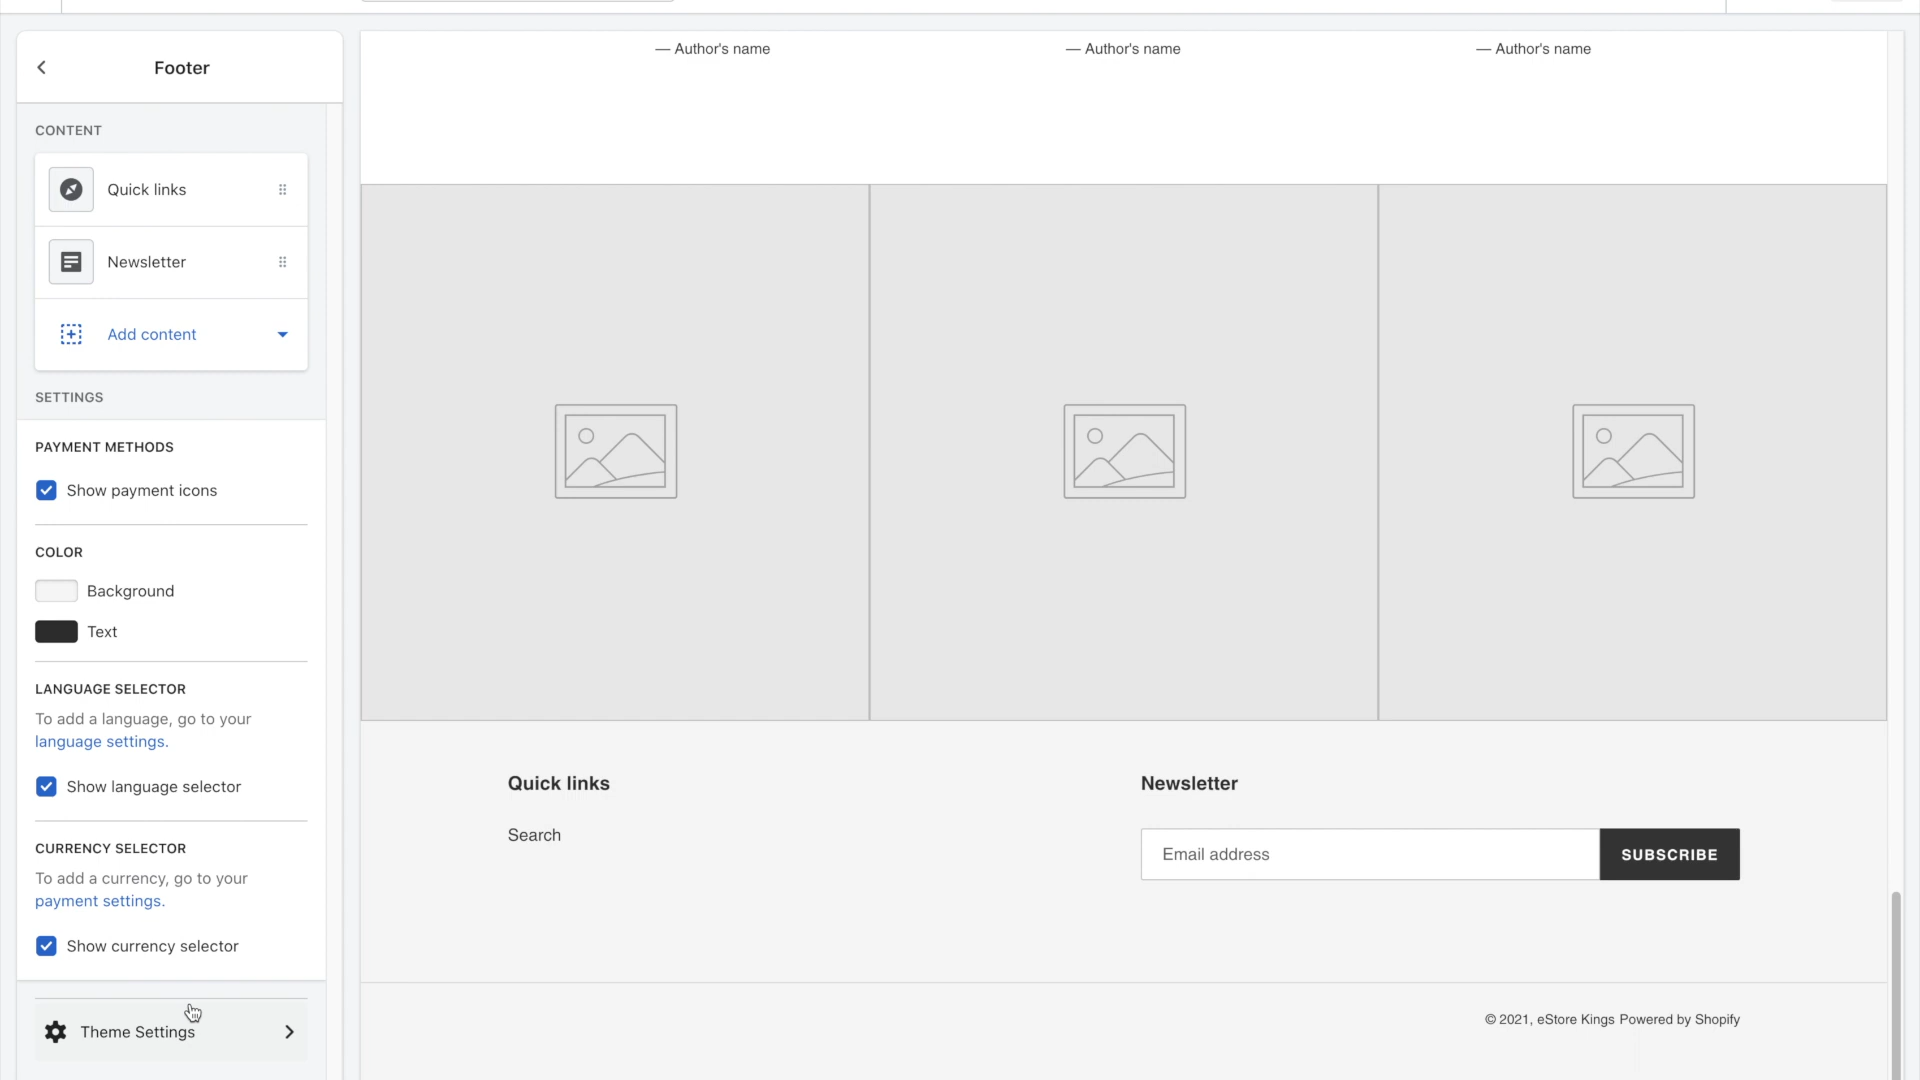 Footer
CONTENT
Quick links
Newsletter
Add content
SETTINGS
PAYMENT METHODS
Show payment icons
COLOR
Background
Text
LANGUAGE SELECTOR
To add a language, go to your
language settings.
Show language selector
CURRENCY SELECTOR
To add a currency, go to your
payment settings.
Show currency selector
Theme Settings
— Author's name
— Author's name
— Author's name
Quick links
Search
Newsletter
Email address
SUBSCRIBE
© 2021, eStore Kings Powered by Shopify